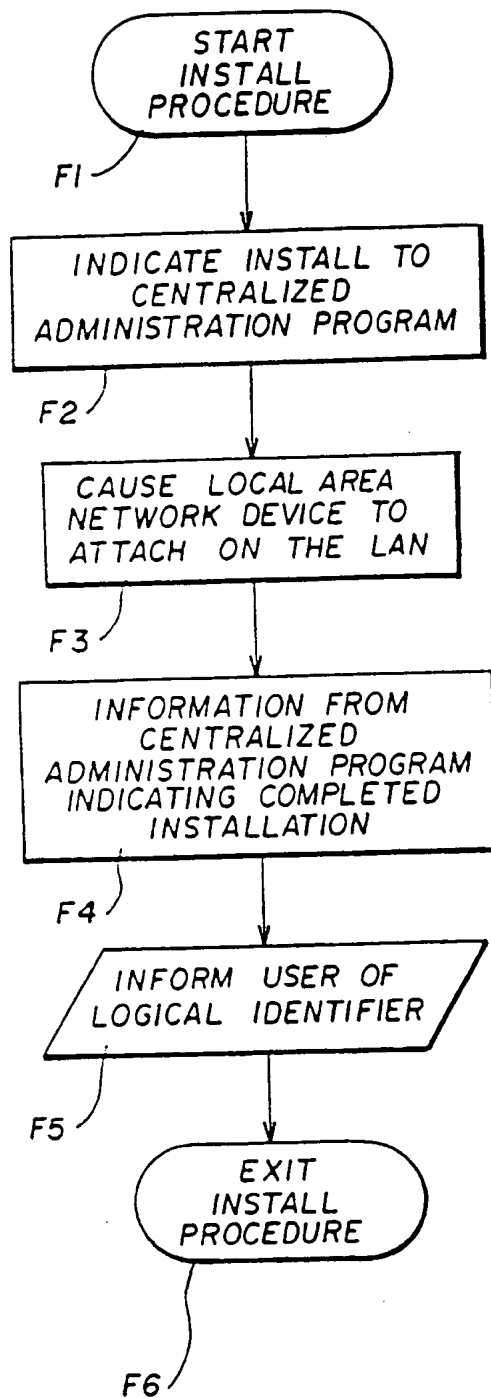 START
INSTALL
PROCEDURE
F1
INDICATE INSTALL TO
CENTRALIZED
ADMINISTRATION PROGRAM
F2
CAUSE LOCAL AREA
NETWORK DEVICE TO
ATTACH ON THE LAN
F3
INFORMATION FROM
CENTRALIZED
ADMINISTRATION PROGRAM
INDICATING COMPLETED
INSTALLATION
F4
INFORM USER OF
LOGICAL IDENTIFIER
F5
EXIT
INSTALL
PROCEDURE
F6